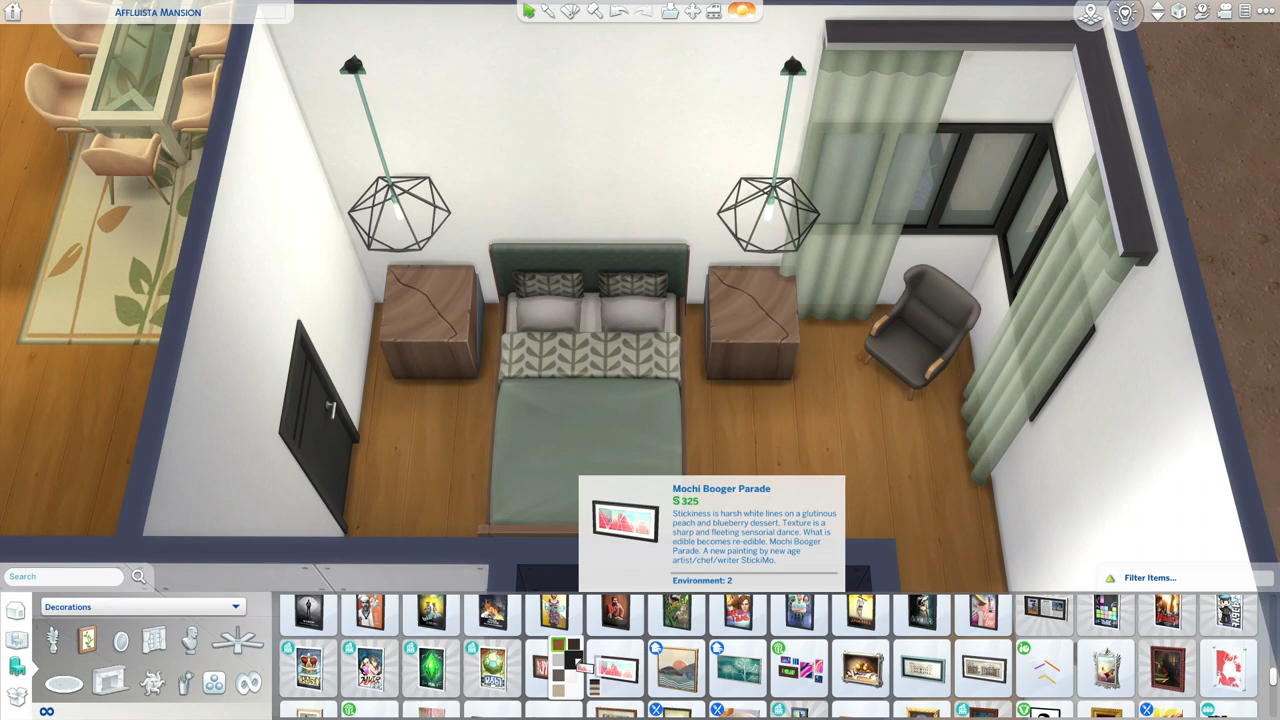 Affluista Mansion
Mochi Booger Parade
§325
Stickiness is harsh white lines on a glutinous
peach and blueberry dessert. Texture is a
sharp and fleeting sensorial dance. What is
edible becomes re-edible. Mochi Booger
Parade. A new painting by new age
artist/chef/writer StickiMo.
Environment: 2
Search
Filter Items...
Decorations